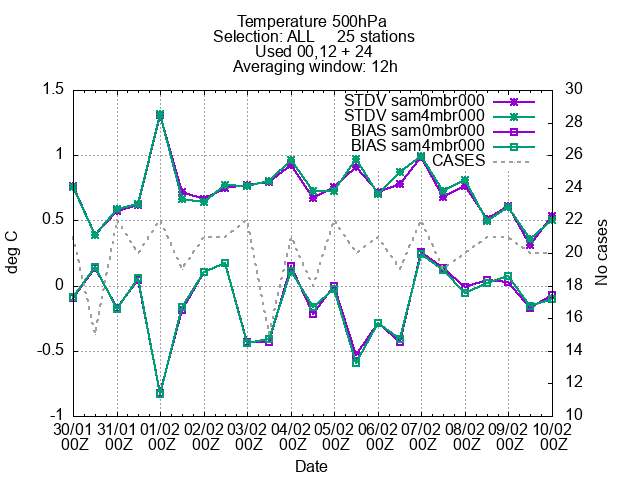 Temperature 500hPa
Selection: ALL 25 stations
Used 00,12 + 24
Averaging window: 12h
STDV sam0mbr000
STDV sam4mbr000
BIAS sam0mbr000
BIAS sam4mbr000
CASES
deg C
1.5
1
0.5
0
-0.5
-1
No cases
30
28
26
24
22
20
18
16
14
12
10
30/01 31/01 01/02 02/02 03/02 04/02 05/02 06/02 07/02 08/02 09/02 10/02
00Z 00Z 00Z 00Z 00Z 00Z 00Z 00Z 00Z 00Z 00Z 00Z
Date